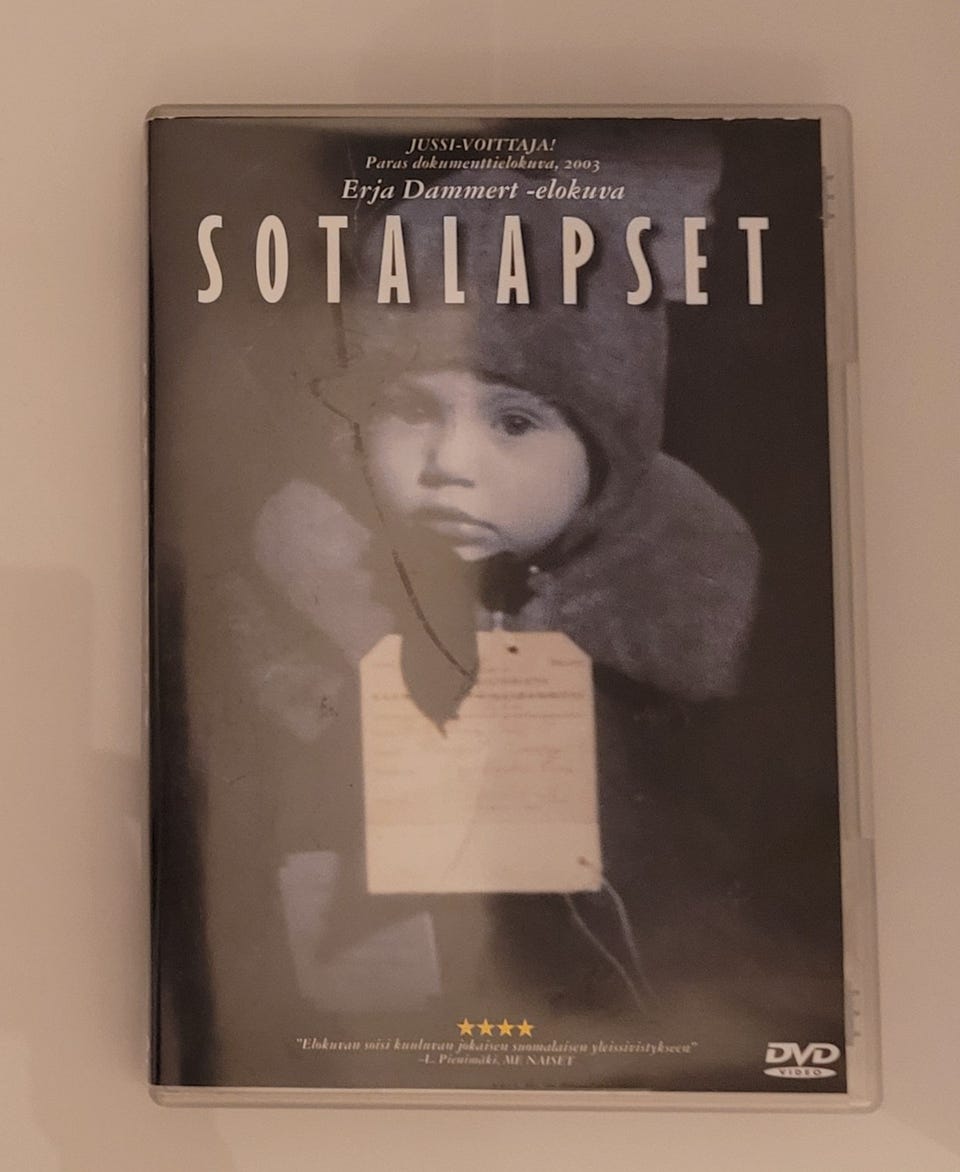 JUSSI-VOITTAJA!
Paras dokumenttielokuva, 2003
Erja Dammert -elokuva
SOTALAPSET
"Elokuvan soisi kuuluvan jokaisen suomalaisen yleissivistykseen"
-L. Pienimäki, ME NAISET
DVD
VIDEO